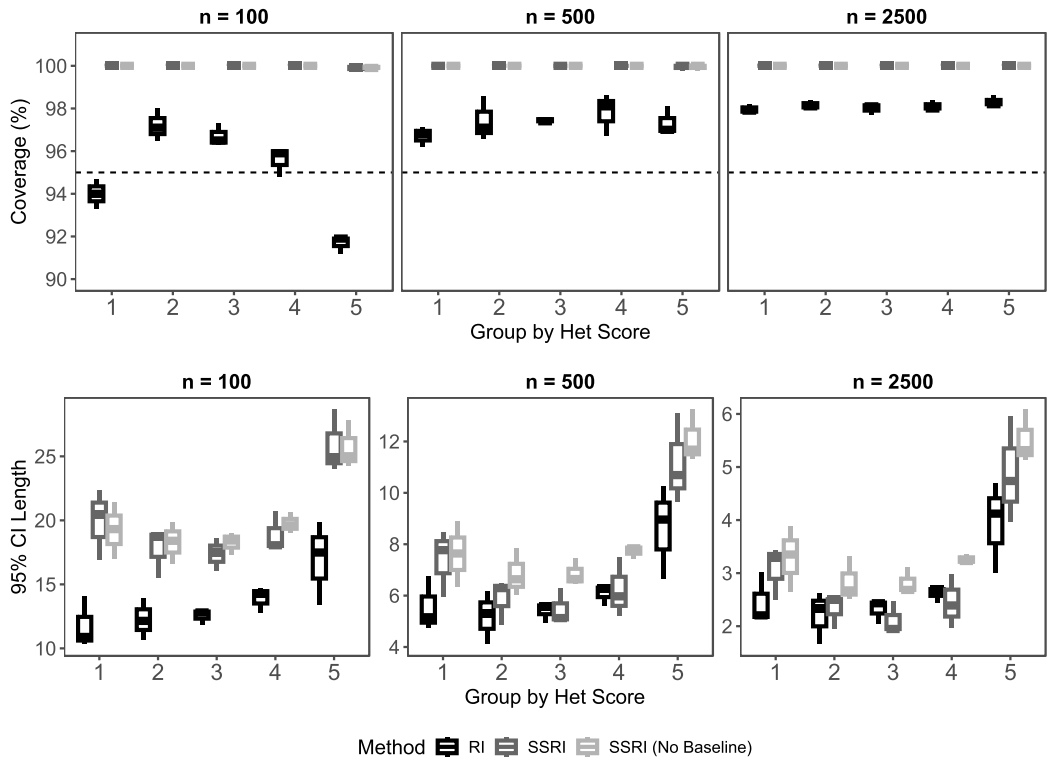 n = 100 n = 500 n = 2500
Coverage (%)
100
98
96
94
92
90
1 2 3 4 5 1 2 3 4 5 1 2 3 4 5
Group by Het Score
n = 100 n = 500 n = 2500
95% CI Length
25
20
15
10
12
10
8
6
4
6
5
4
3
2
1 2 3 4 5 1 2 3 4 5 1 2 3 4 5
Group by Het Score
Method RI SSRI SSRI (No Baseline)